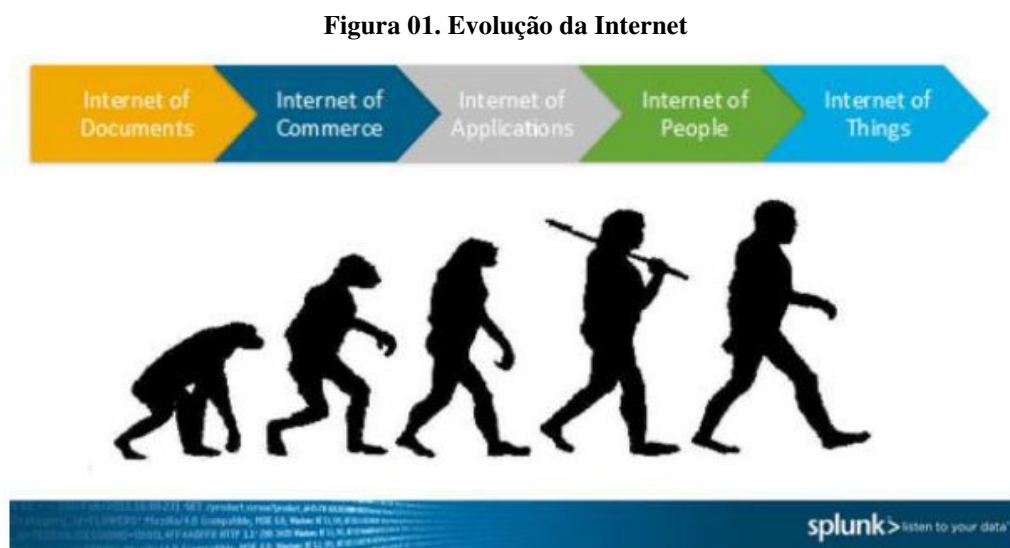 Figura 01. Evolução da Internet
Internet of
Documents
Internet of
Commerce
Internet of
Applications
Internet of
People
Internet of
Things
splunk> listen to your data